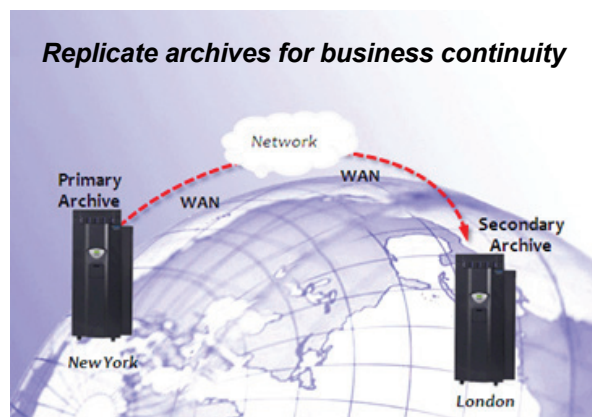 Replicate archives for business continuity
Network
WAN
WAN
Primary
Archive
Secondary
Archive
New York
London